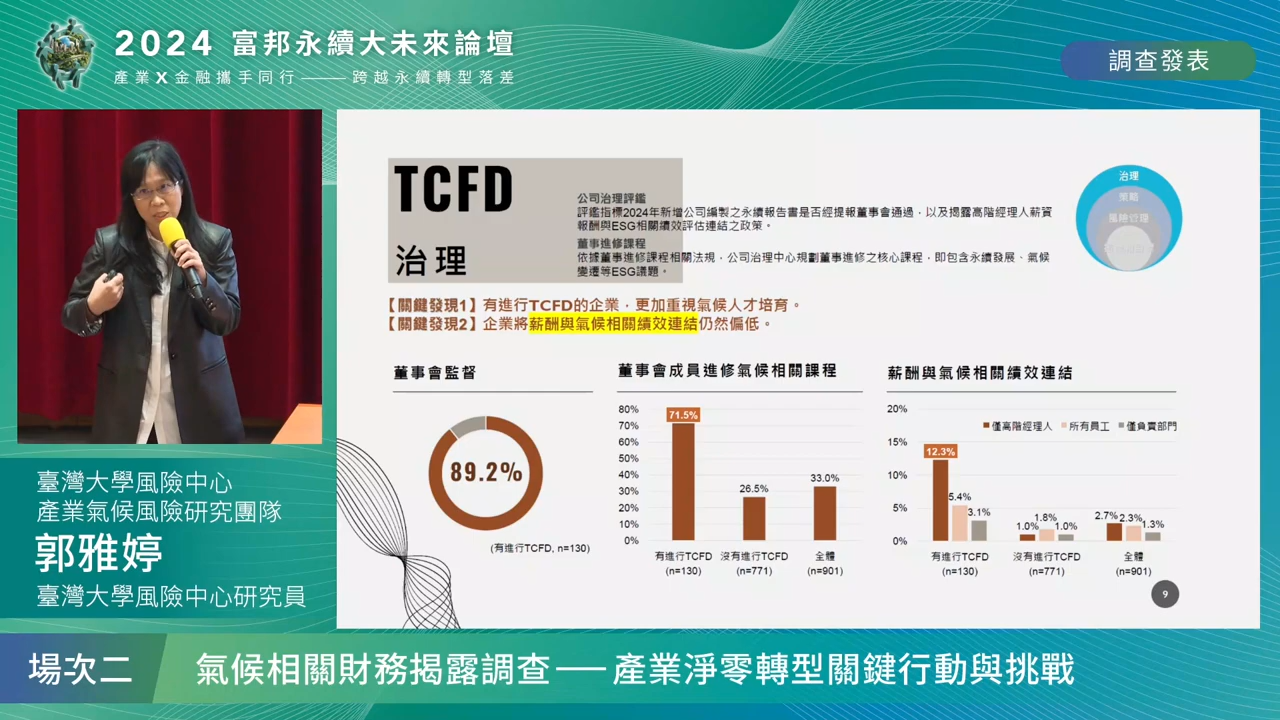 2024 富邦永續大未來論壇
產業X金融攜手同行——跨越永續轉型落差
調查發表
TCFD
治理
公司治理評鑑
評鑑指標2024年新增公司編製之永續報告書是否經提報董事會通過，以及揭露高階經理人薪資
報酬與ESG相關績效評估連結之政策。
董事進修課程
依據董事進修課程相關法規，公司治理中心規劃董事進修之核心課程，即包含永續發展、氣候
變遷等ESG議題。
治理
策略
風險管理
【關鍵發現1】有進行TCFD的企業，更加重視氣候人才培育。
【關鍵發現2】企業將薪酬與氣候相關績效連結仍然偏低。
董事會監督
89.2%
(有進行TCFD, n=130)
董事會成員進修氣候相關課程
80%
70%
60%
50%
40%
30%
20%
10%
0%
71.5%
26.5%
33.0%
有進行TCFD
(n=130)
沒有進行TCFD
(n=771)
全體
(n=901)
薪酬與氣候相關績效連結
20%
15%
10%
5%
0%
僅高階經理人
所有員工
僅負責部門
12.3%
5.4%
3.1%
1.0%
1.8%
1.0%
2.7%
2.3%
1.3%
有進行TCFD
(n=130)
沒有進行TCFD
(n=771)
全體
(n=901)
9
臺灣大學風險中心
產業氣候風險研究團隊
郭雅婷
臺灣大學風險中心研究員
場次二
氣候相關財務揭露調查——產業淨零轉型關鍵行動與挑戰